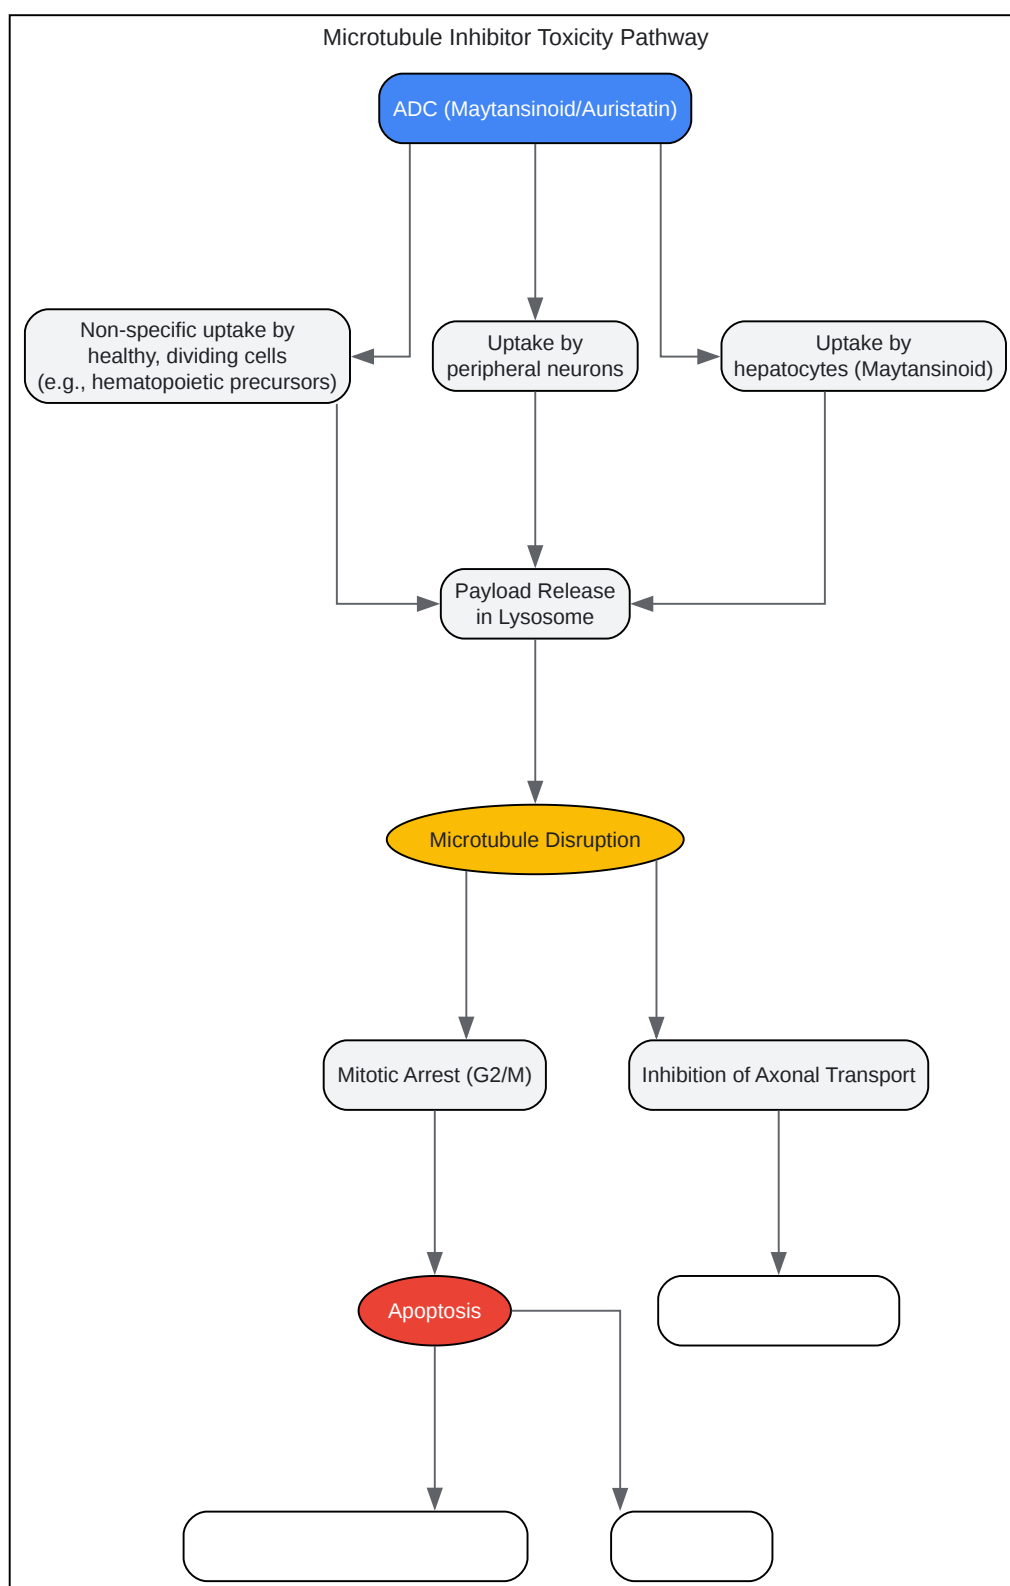 Microtubule Inhibitor Toxicity Pathway
ADC (Maytansinoid/Auristatin)
Non-specific uptake by
healthy, dividing cells
(e.g., hematopoietic precursors)
Uptake by
peripheral neurons
Uptake by
hepatocytes (Maytansinoid)
Payload Release
in Lysosome
Microtubule Disruption
Mitotic Arrest (G2/M)
Inhibition of Axonal Transport
Apoptosis